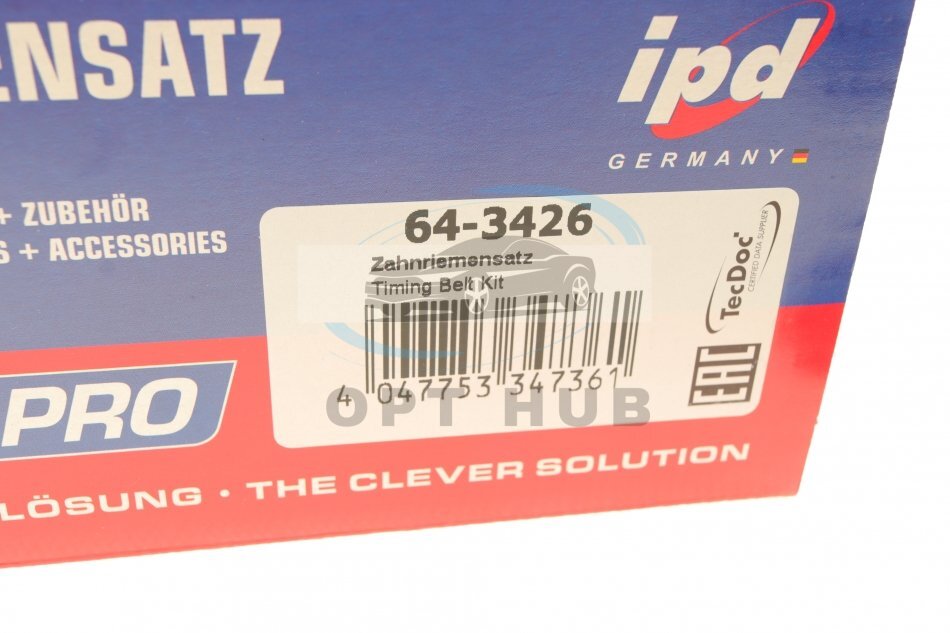 ENSATZ
ipd
GERMANY
+ ZUBEHÖR
S + ACCESSORIES
64-3426
Zahnriemensatz
Timing Belt Kit
4 047753 347361
OPT HUB
TecDoc
CERTIFIED DATA SUPPLIER
EAC
PRO
LÖSUNG · THE CLEVER SOLUTION